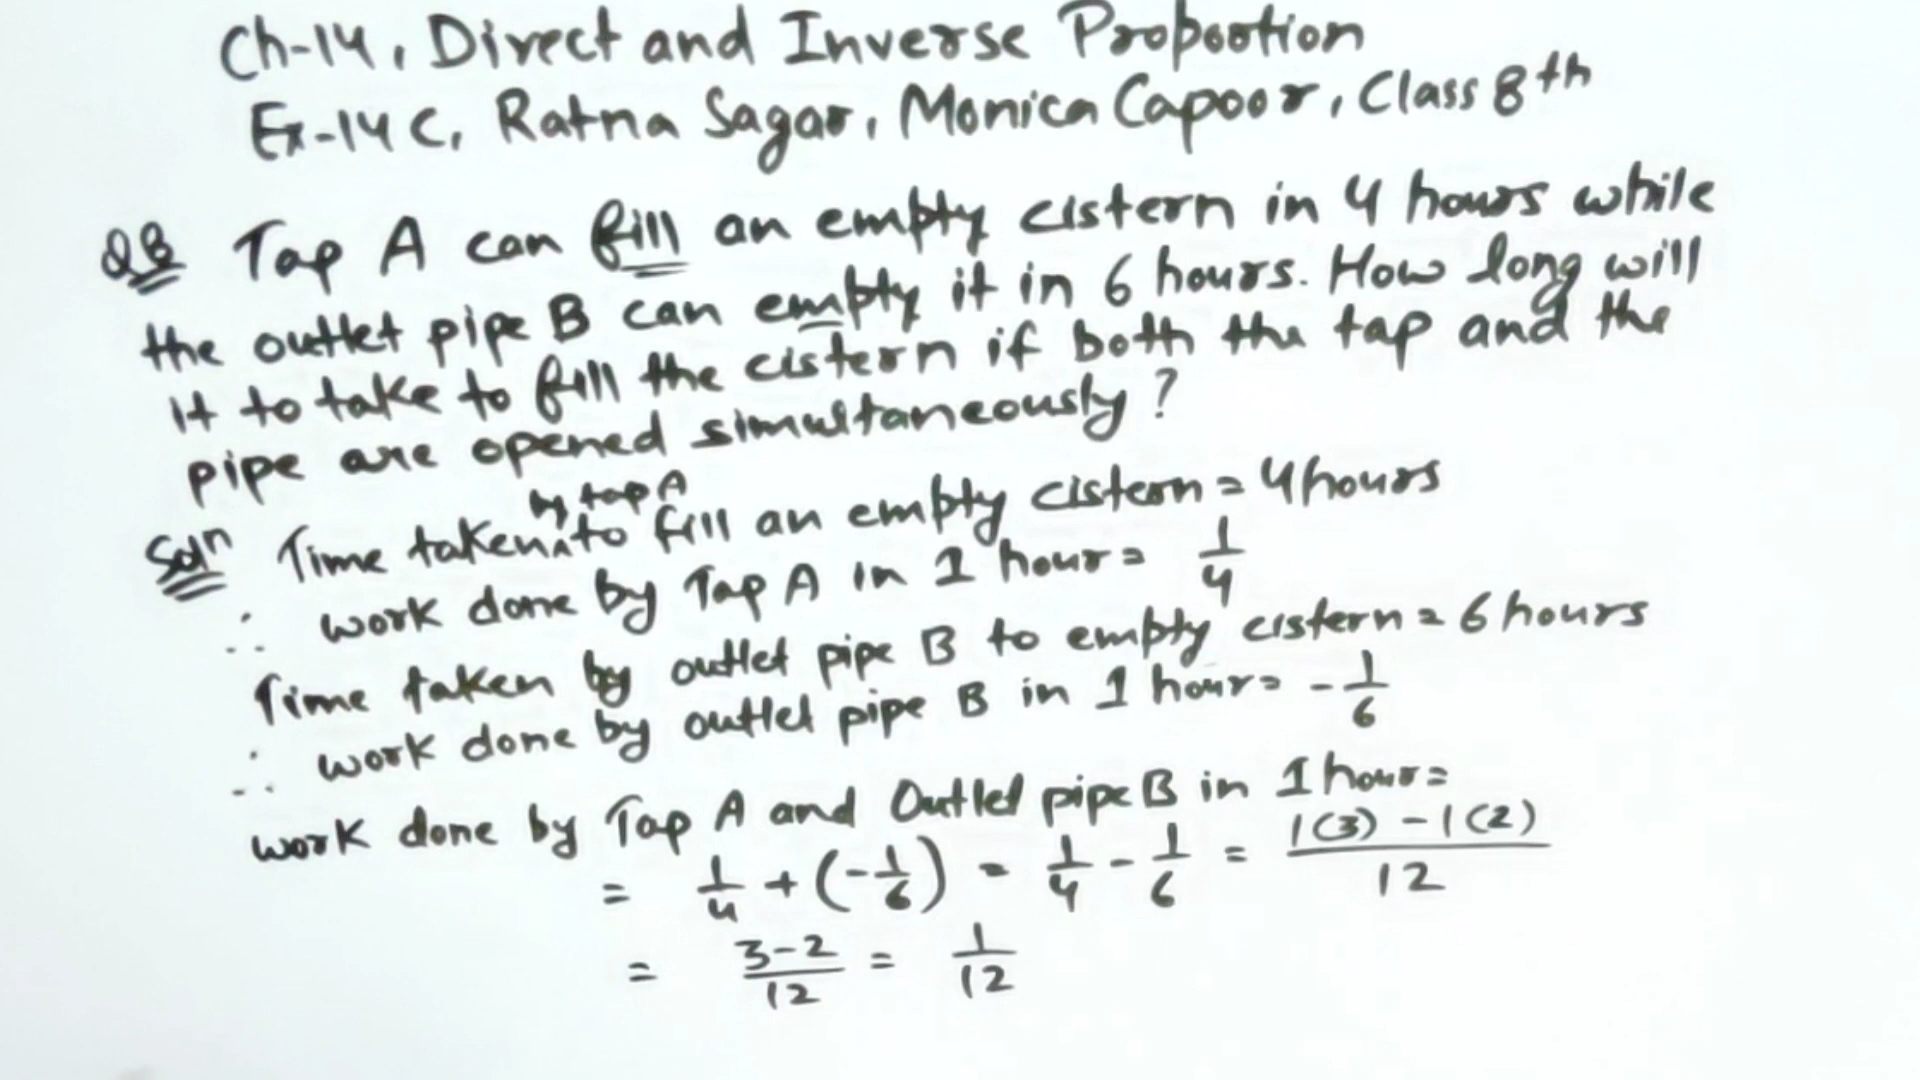 Ch-14, Direct and Inverse Proportion
Ex-14C, Ratna Sagar, Monica Capoor, Class 8th
Q8 Tap A can fill an empty cistern in 4 hours while
the outlet pipe B can empty it in 6 hours. How long will
it to take to fill the cistern if both the tap and the
pipe are opened simultaneously?
by tap A
Soln Time taken to fill an empty cistern = 4 hours
∴ work done by Tap A in 1 hour = 1/4
Time taken by outlet pipe B to empty cistern = 6 hours
∴ work done by outlet pipe B in 1 hour = -1/6
work done by Tap A and Outlet pipe B in 1 hour =
= 1/4 + (-1/6) = 1/4 - 1/6 = 1(3) - 1(2)/12
= 3-2/12 = 1/12